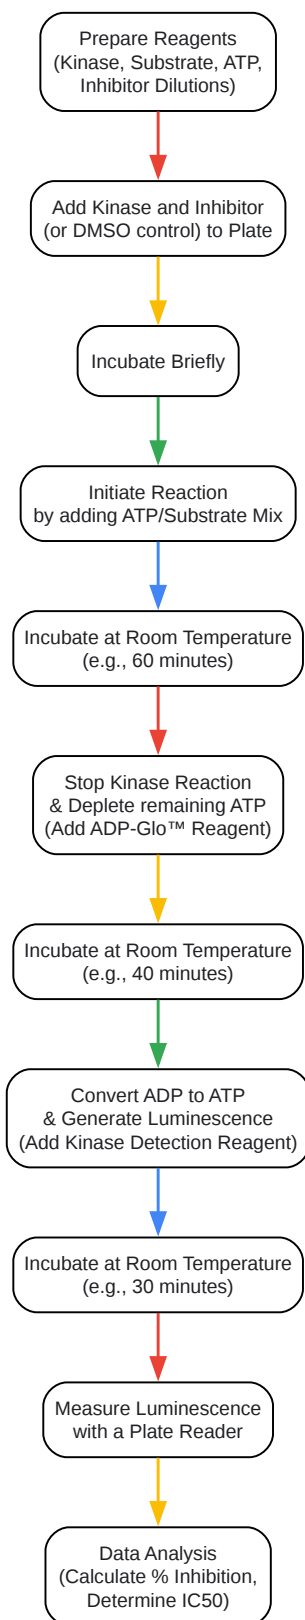 Prepare Reagents
(Kinase, Substrate, ATP,
Inhibitor Dilutions)
Add Kinase and Inhibitor
(or DMSO control) to Plate
Incubate Briefly
Initiate Reaction
by adding ATP/Substrate Mix
Incubate at Room Temperature
(e.g., 60 minutes)
Stop Kinase Reaction
& Deplete remaining ATP
(Add ADP-Glo™ Reagent)
Incubate at Room Temperature
(e.g., 40 minutes)
Convert ADP to ATP
& Generate Luminescence
(Add Kinase Detection Reagent)
Incubate at Room Temperature
(e.g., 30 minutes)
Measure Luminescence
with a Plate Reader
Data Analysis
(Calculate % Inhibition,
Determine IC50)